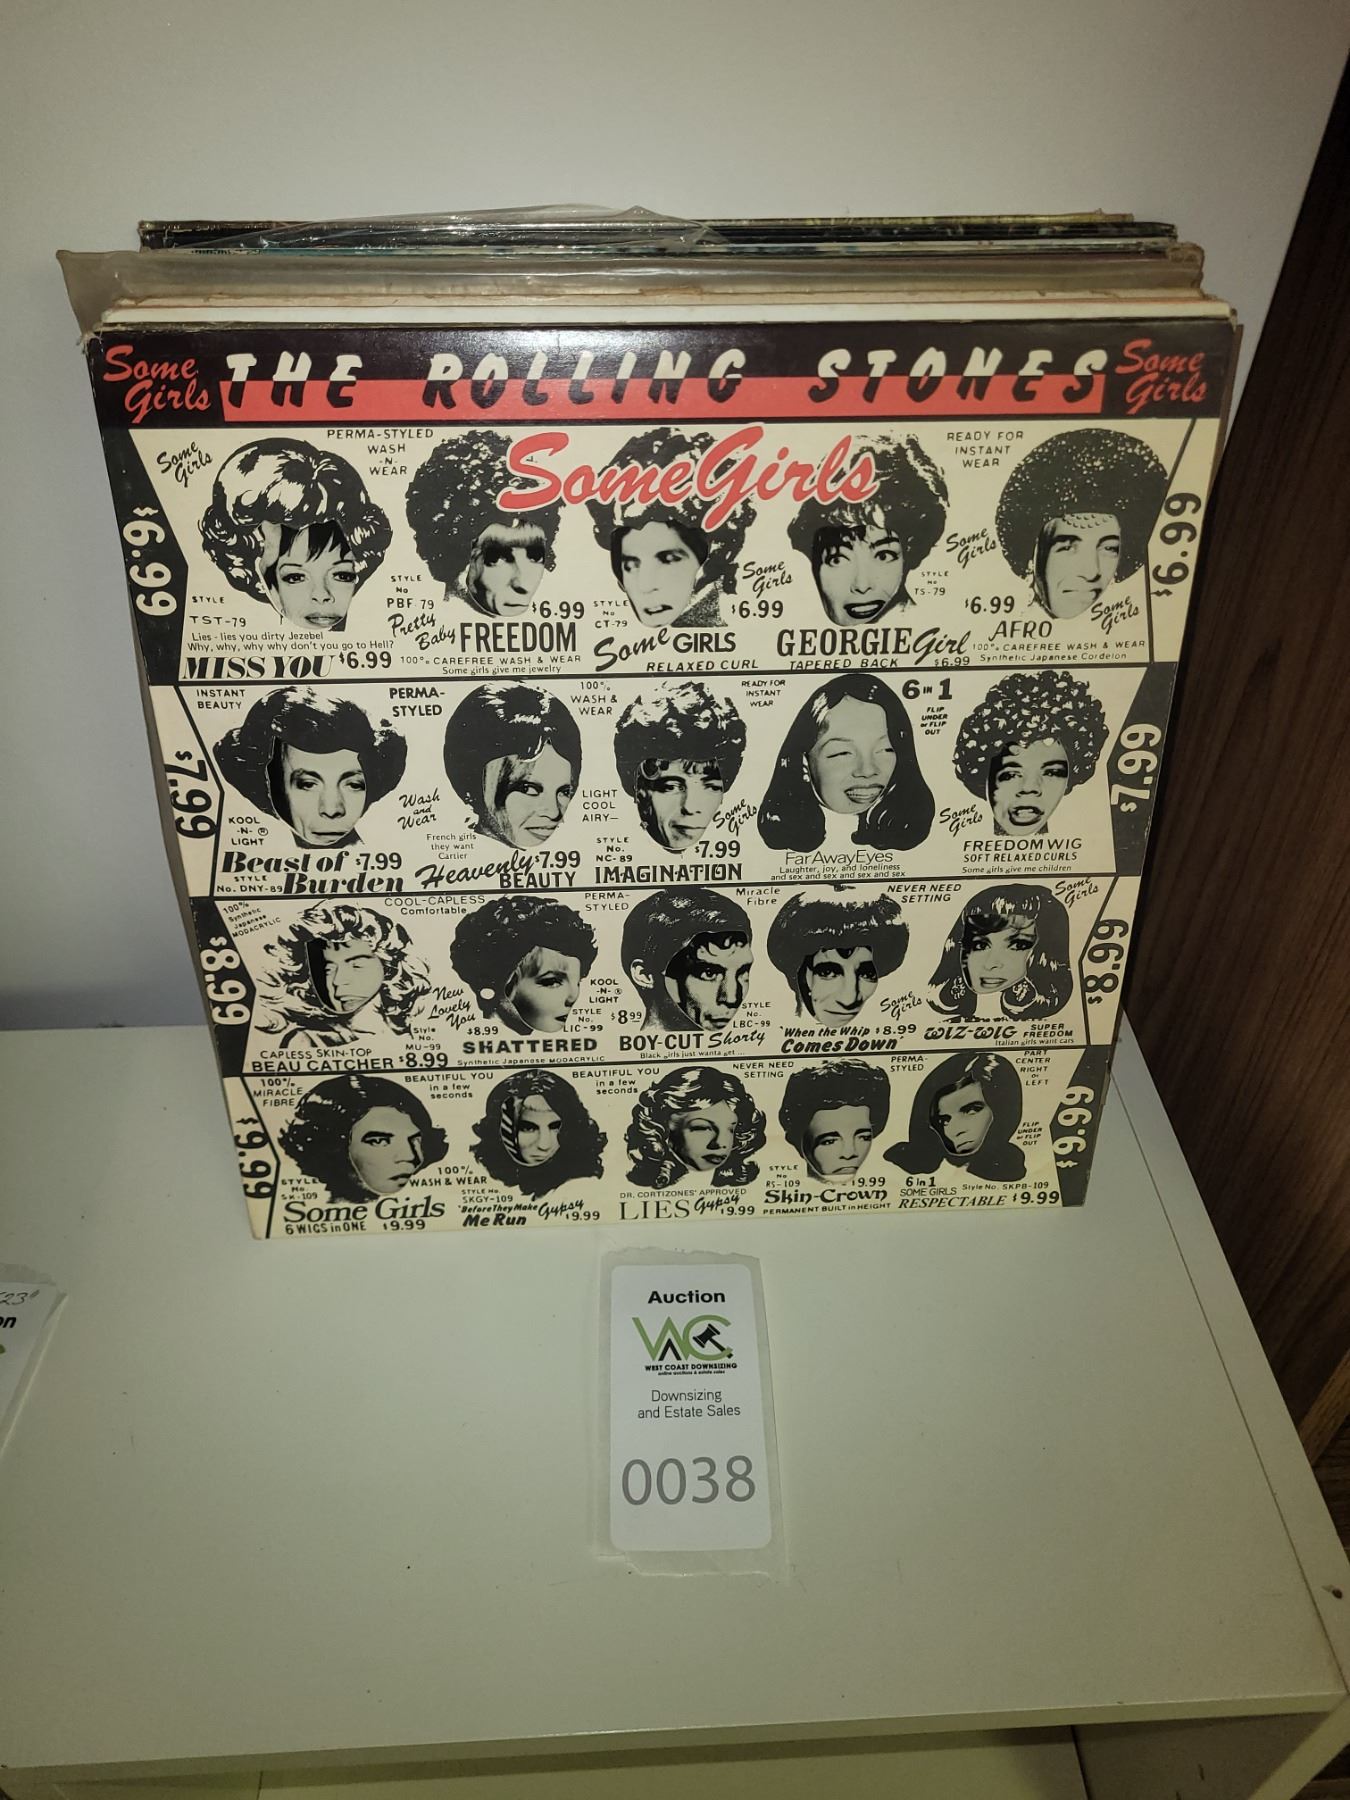 Some Girls
THE ROLLING STONES
Some Girls
Some Girls
PERMA-STYLED
WASH
-N-
WEAR
Some Girls
READY FOR
INSTANT
WEAR
$6.99
$6.99
STYLE
TST-79
Lies - lies you dirty Jezebel
Why, why, why why don't you go to Hell?
MISS YOU $6.99
STYLE
No
PBF 79
Pretty
Baby FREEDOM
$6.99
100% CAREFREE WASH & WEAR
Some girls give me jewelry
STYLE
No
CT-79
Some Girls
$6.99
Some GIRLS
RELAXED CURL
STYLE
No
TS-79
GEORGIE Girl
TAPERED BACK $6.99
Some Girls
$6.99
Some Girls
AFRO
100% CAREFREE WASH & WEAR
Synthetic Japanese Cordelon
INSTANT
BEAUTY
PERMA-
STYLED
100%
WASH &
WEAR
READY FOR
INSTANT
WEAR
6 IN 1
FLIP
UNDER
or FLIP
OUT
$7.99
$7.99
KOOL
-N- ®
LIGHT
Beast of $7.99
STYLE
No. DNY-89 Burden
Wash
and
Wear
French girls
they want
Cartier
Heavenly $7.99
BEAUTY
LIGHT
COOL
AIRY—
STYLE
No.
NC-89
Some Girls
$7.99
IMAGINATION
Far Away Eyes
Laughter, joy, and loneliness
and sex and sex and sex and sex
Some Girls
FREEDOM WIG
SOFT RELAXED CURLS
Some girls give me children
100%
Synthetic
Japanese
MODACRYLIC
COOL-CAPLESS
Comfortable
PERMA-
STYLED
Miracle
Fibre
NEVER NEED
SETTING
Some Girls
$8.99
$8.99
New
Lovely
You
Style
No.
MU-99
CAPLESS SKIN-TOP
BEAU CATCHER $8.99
KOOL
-N- ®
LIGHT
STYLE
No.
LIC-99
$8.99
SHATTERED
Synthetic Japanese MODACRYLIC
$8.99
STYLE
No.
LBC-99
BOY-CUT Shorty
Black girls just wanta get ...
Some Girls
'When the Whip $8.99
Comes Down'
WIZ-WIG SUPER
FREEDOM
Italian girls want cars
100%
MIRACLE
FIBRE
BEAUTIFUL YOU
in a few
seconds
BEAUTIFUL YOU
in a few
seconds
NEVER NEED
SETTING
PERMA-
STYLED
PART
CENTER
RIGHT
or
LEFT
FLIP
UNDER
or FLIP
OUT
$9.99
$9.99
STYLE
No.
SK-109
Some Girls
6 WIGS in ONE $9.99
100%
WASH & WEAR
STYLE No.
SKGY-109
'Before They Make Gypsy
Me Run $9.99
DR. CORTIZONES' APPROVED
LIES Gypsy
$9.99
STYLE
No.
RS-109
$9.99
Skin-Crown
PERMANENT BUILT in HEIGHT
6 in 1
SOME GIRLS Style No. SKPB-109
RESPECTABLE $9.99
Auction
WEST COAST DOWNSIZING
online auctions & estate sales
Downsizing
and Estate Sales
0038